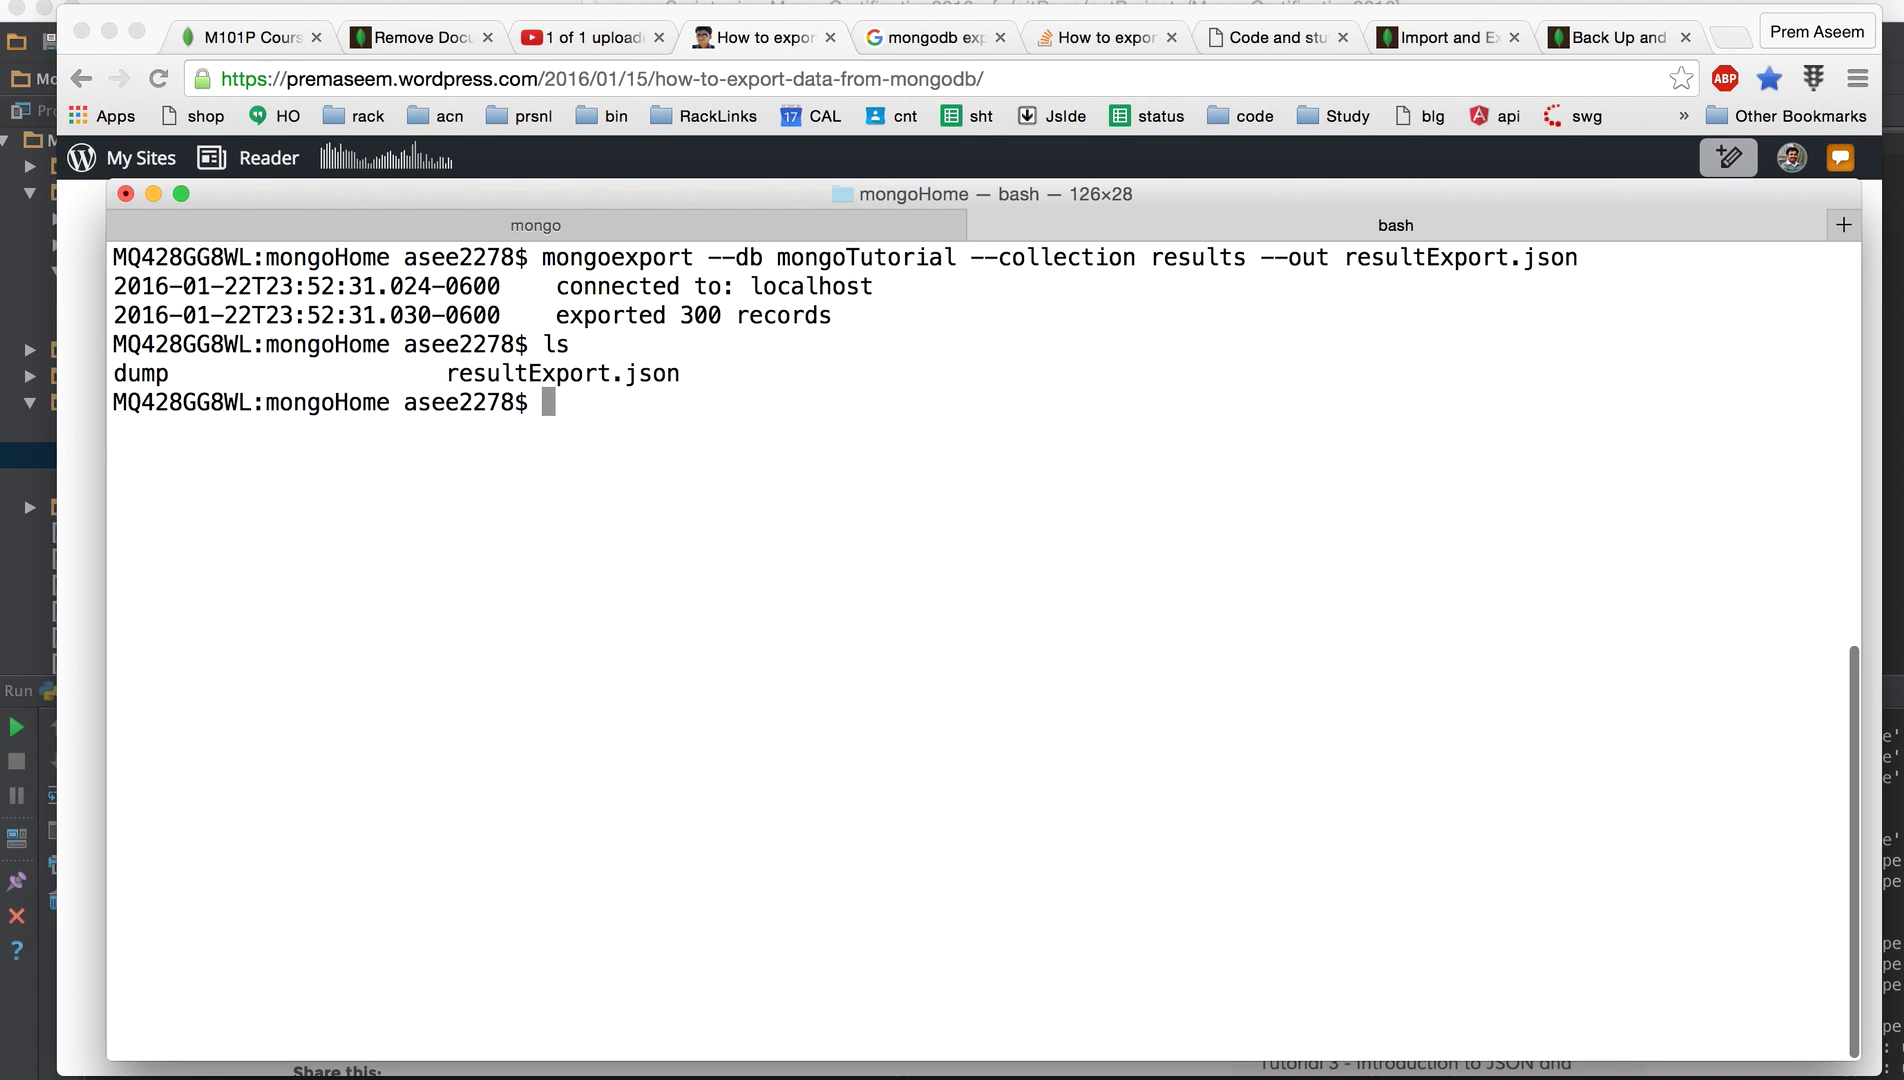 M101P Cours
Remove Docu
1 of 1 upload
How to expor
mongodb exp
How to expor
Code and stu
Import and Ex
Back Up and
Prem Aseem
https://premaseem.wordpress.com/2016/01/15/how-to-export-data-from-mongodb/
ABP
Apps shop HO rack acn prsnl bin RackLinks 17 CAL cnt sht JsIde status code Study blg api swg » Other Bookmarks
My Sites Reader
mongoHome — bash — 126×28
mongo
bash
MQ428GG8WL:mongoHome asee2278$ mongoexport --db mongoTutorial --collection results --out resultExport.json
2016-01-22T23:52:31.024-0600 connected to: localhost
2016-01-22T23:52:31.030-0600 exported 300 records
MQ428GG8WL:mongoHome asee2278$ ls
dump resultExport.json
MQ428GG8WL:mongoHome asee2278$
Run
Share this:
Tutorial 3 - Introduction to JSON and